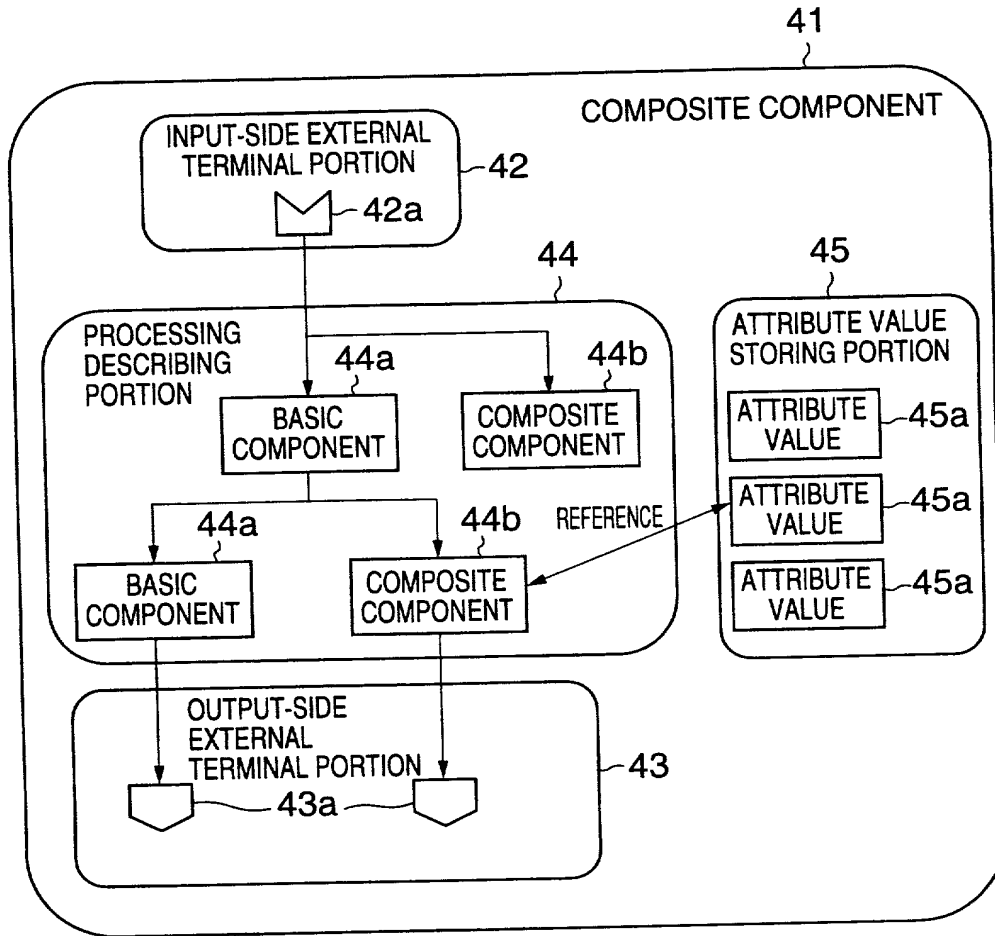 41
COMPOSITE COMPONENT
INPUT-SIDE EXTERNAL
TERMINAL PORTION
42
42a
44
PROCESSING
DESCRIBING
PORTION
44a
BASIC
COMPONENT
44b
COMPOSITE
COMPONENT
45
ATTRIBUTE VALUE
STORING PORTION
ATTRIBUTE
VALUE
45a
ATTRIBUTE
VALUE
45a
ATTRIBUTE
VALUE
45a
REFERENCE
44a
BASIC
COMPONENT
44b
COMPOSITE
COMPONENT
OUTPUT-SIDE
EXTERNAL
TERMINAL PORTION
43
43a